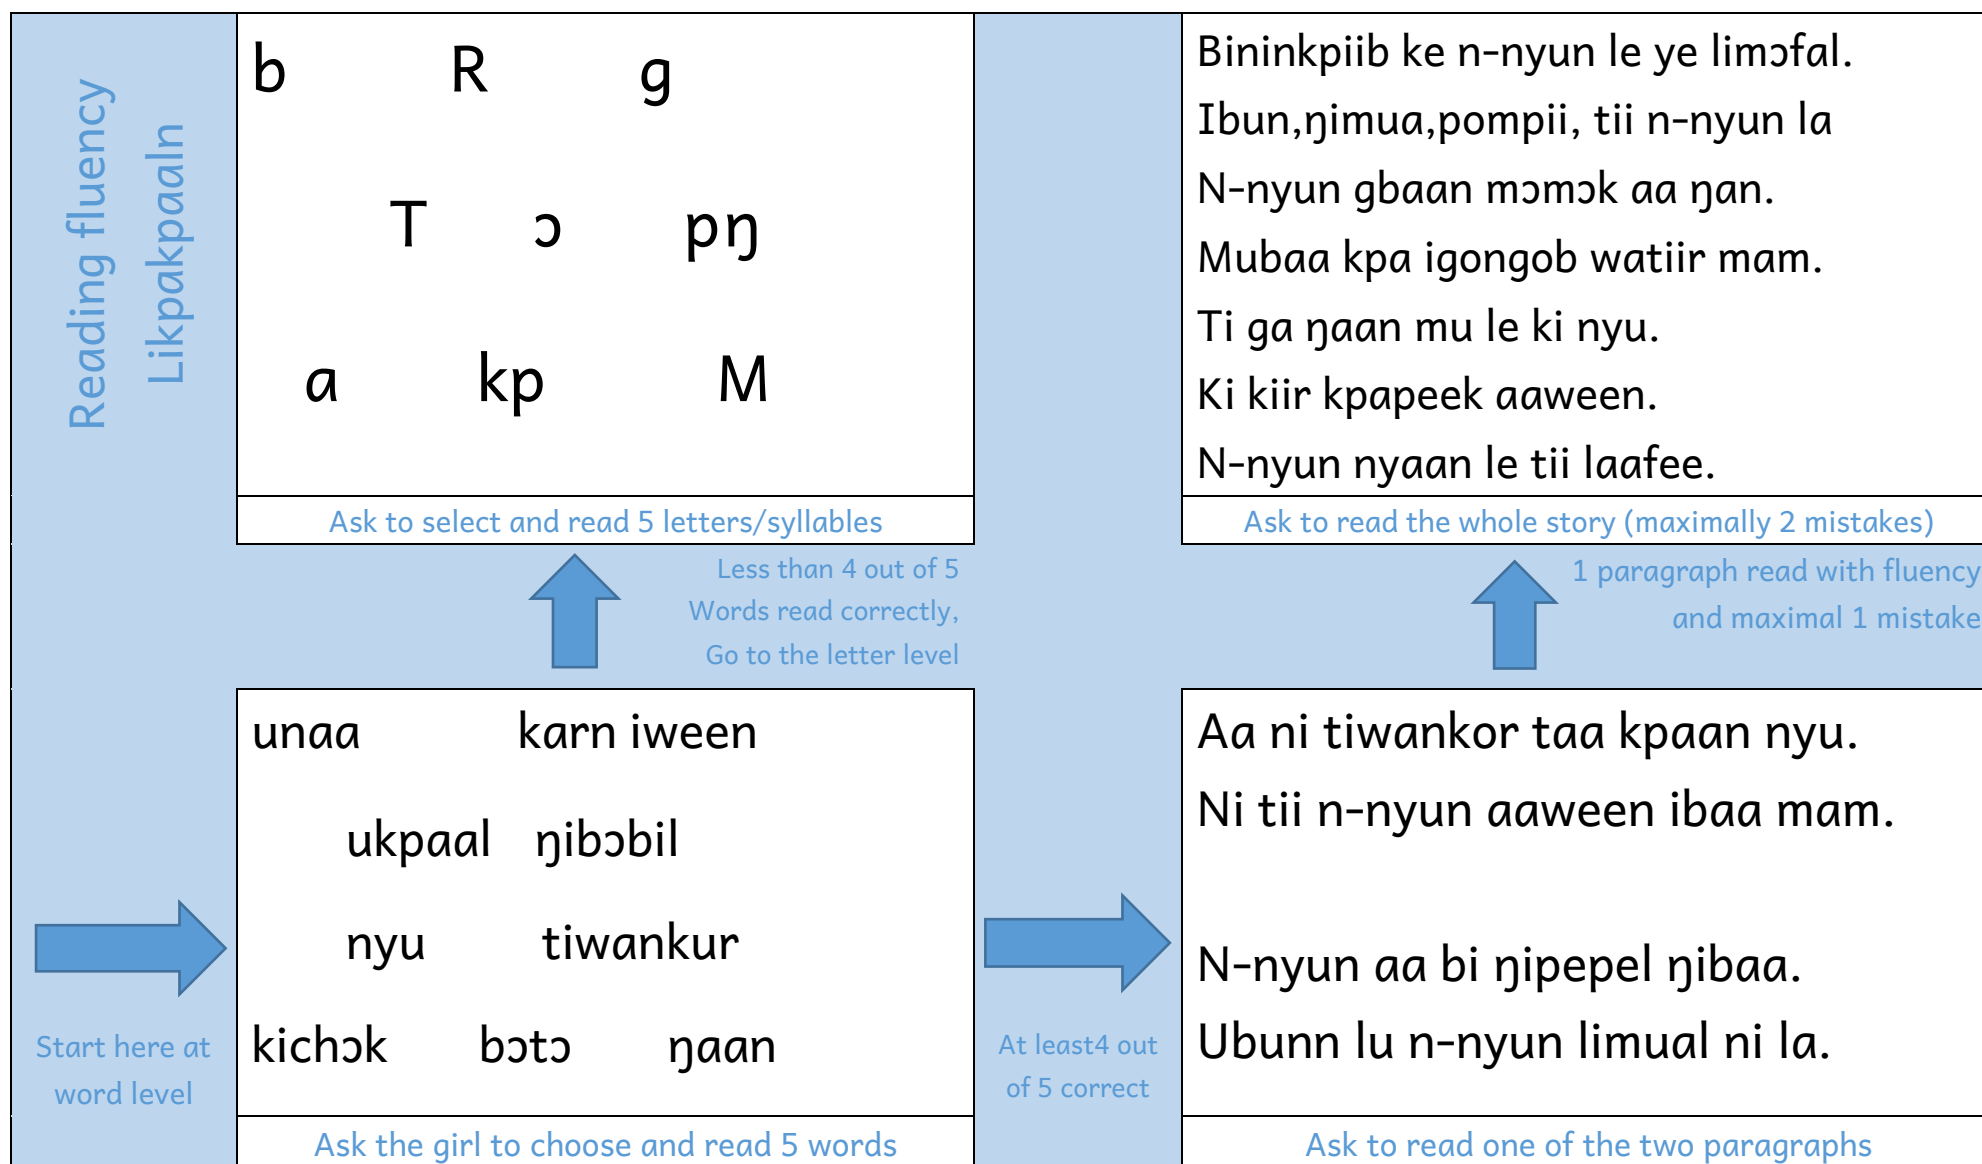 Reading fluency
Likpakpaaln
b R g
T ɔ pŋ
a kp M
Ask to select and read 5 letters/syllables
Bininkpiib ke n-nyun le ye limɔfal.
Ibun,ŋimua,pompii, tii n-nyun la
N-nyun gbaan mɔmɔk aa ŋan.
Mubaa kpa igongob watiir mam.
Ti ga ŋaan mu le ki nyu.
Ki kiir kpapeek aaween.
N-nyun nyaan le tii laafee.
Ask to read the whole story (maximally 2 mistakes)
Less than 4 out of 5
Words read correctly,
Go to the letter level
1 paragraph read with fluency
and maximal 1 mistake
Start here at
word level
unaa karn iween
ukpaal ŋibɔbil
nyu tiwankur
kichɔk bɔtɔ ŋaan
Ask the girl to choose and read 5 words
At least4 out
of 5 correct
Aa ni tiwankor taa kpaan nyu.
Ni tii n-nyun aaween ibaa mam.
N-nyun aa bi ŋipepel ŋibaa.
Ubunn lu n-nyun limual ni la.
Ask to read one of the two paragraphs